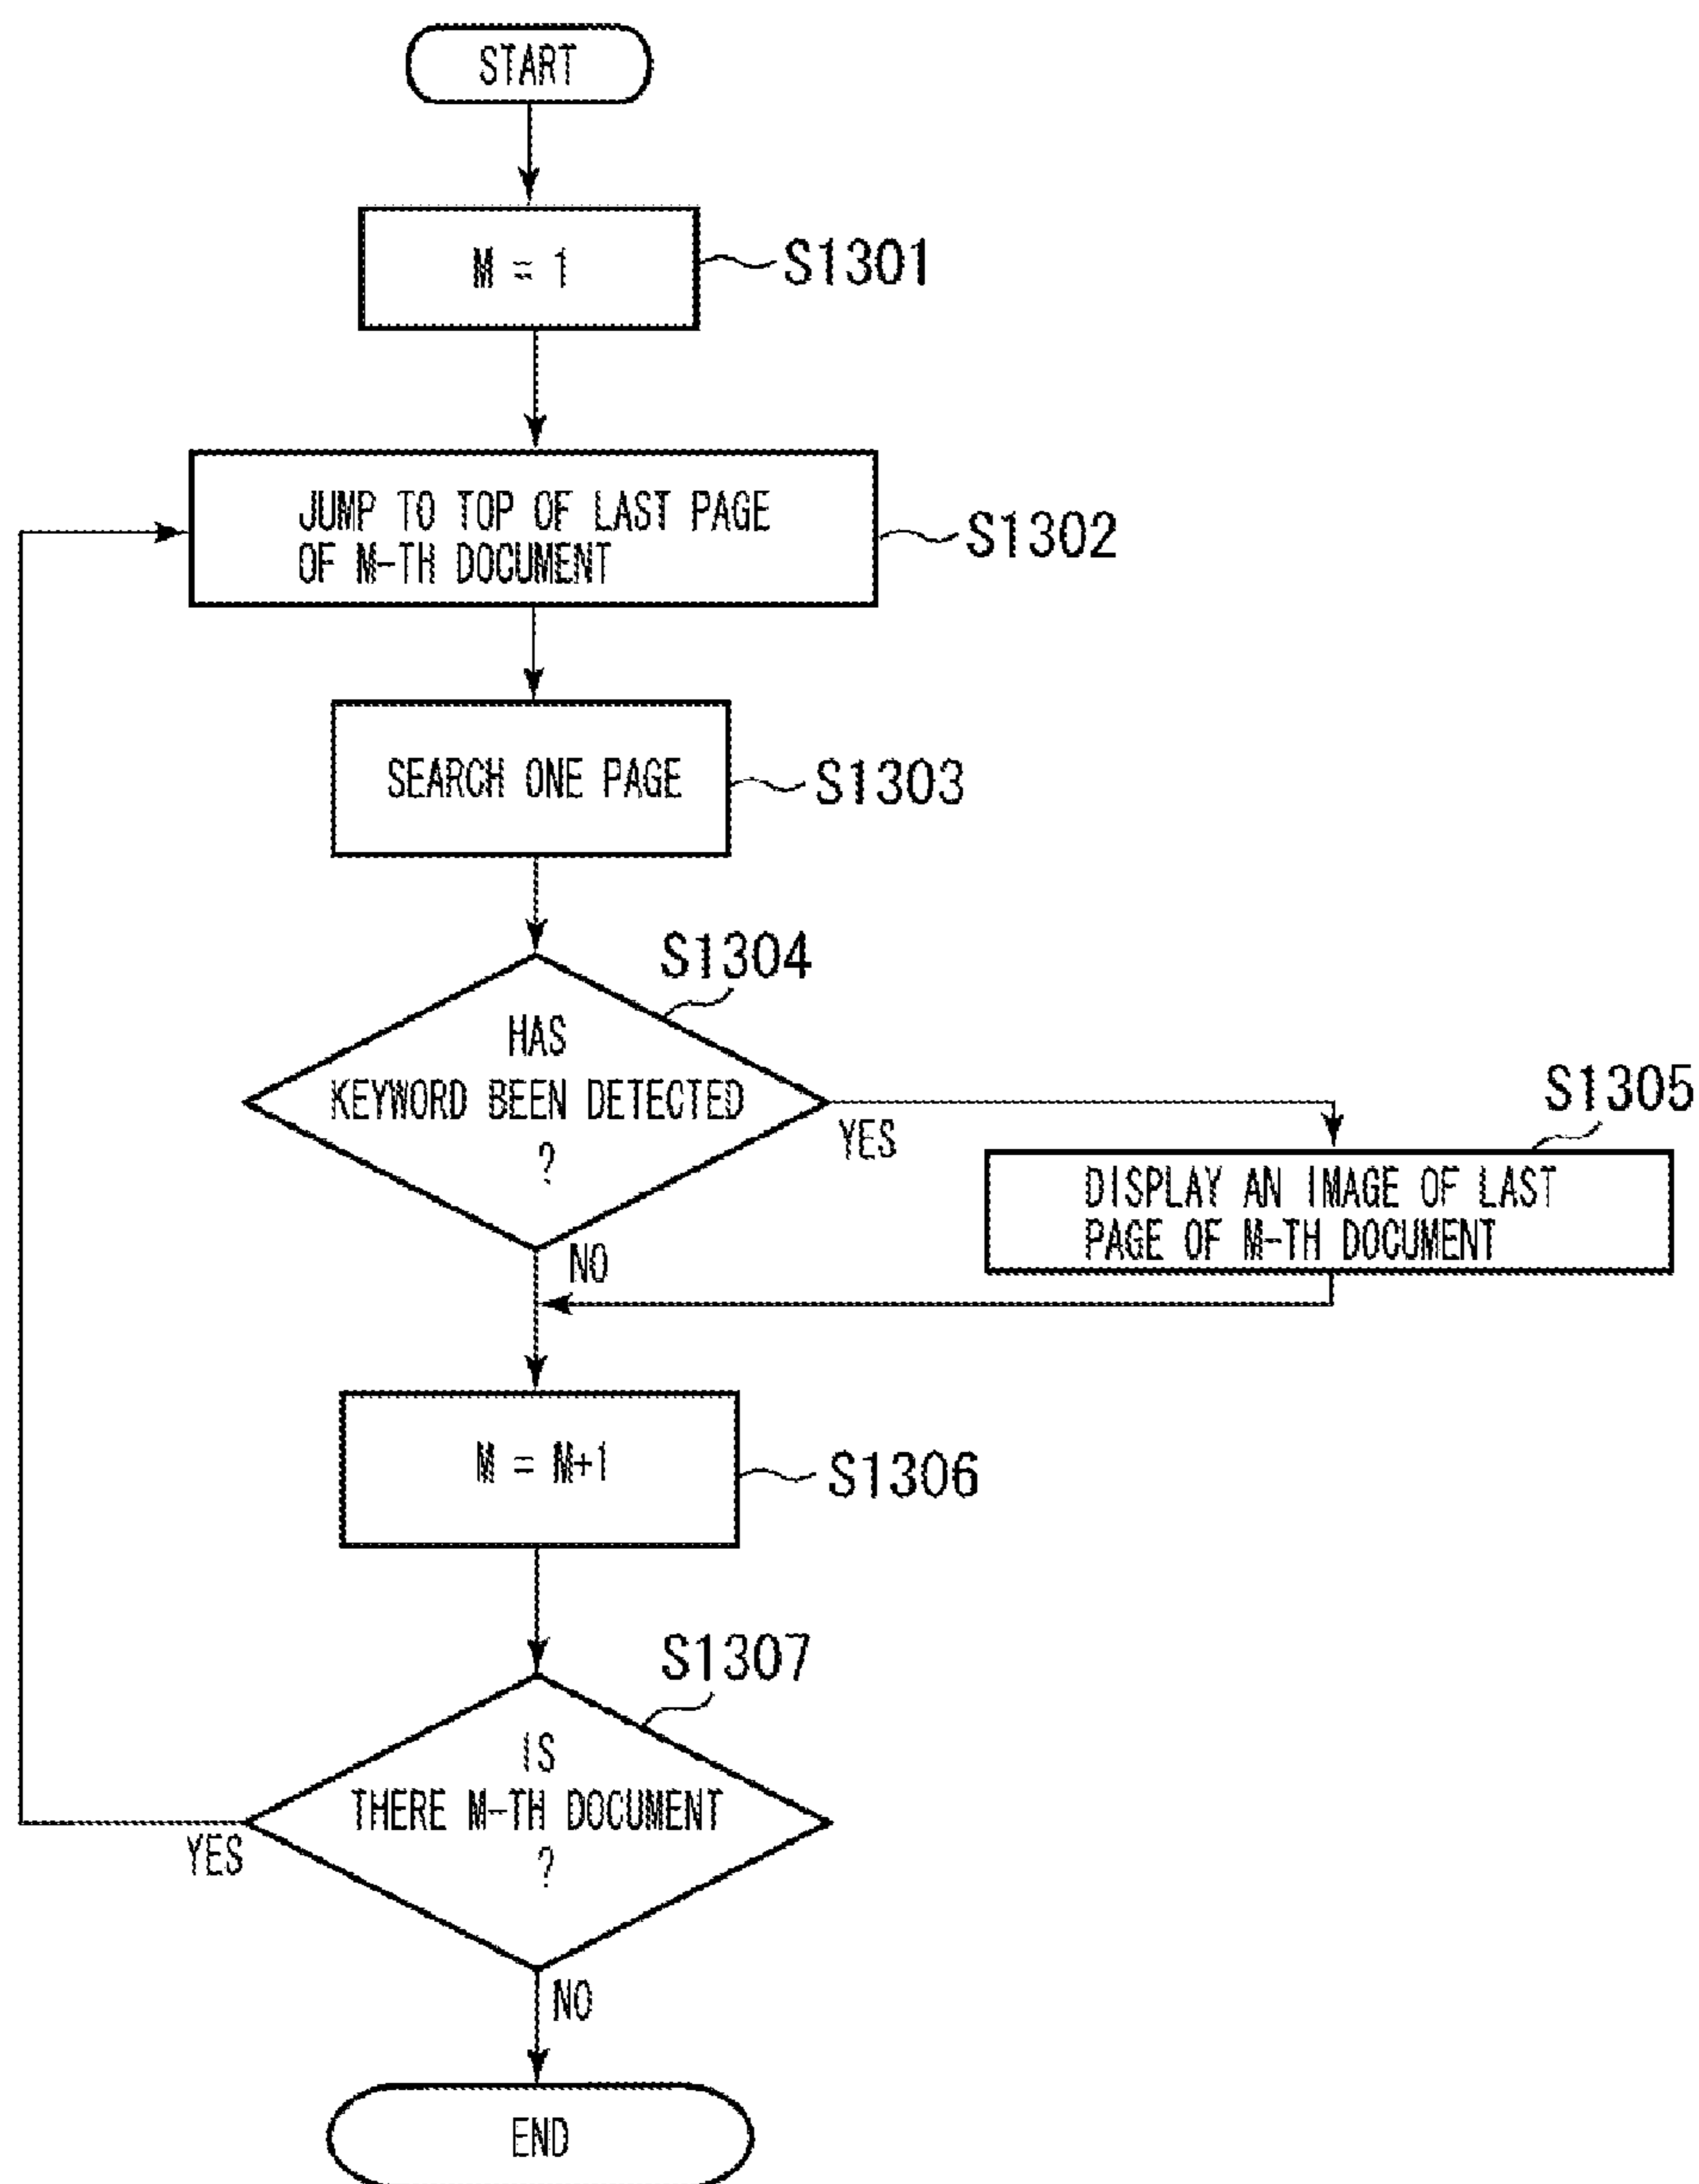 START
M = 1
S1301
JUMP TO TOP OF LAST PAGE
OF M-TH DOCUMENT
S1302
SEARCH ONE PAGE
S1303
S1304
HAS
KEYWORD BEEN DETECTED
?
YES
NO
S1305
DISPLAY AN IMAGE OF LAST
PAGE OF M-TH DOCUMENT
M = M+1
S1306
S1307
IS
THERE M-TH DOCUMENT
?
YES
NO
END